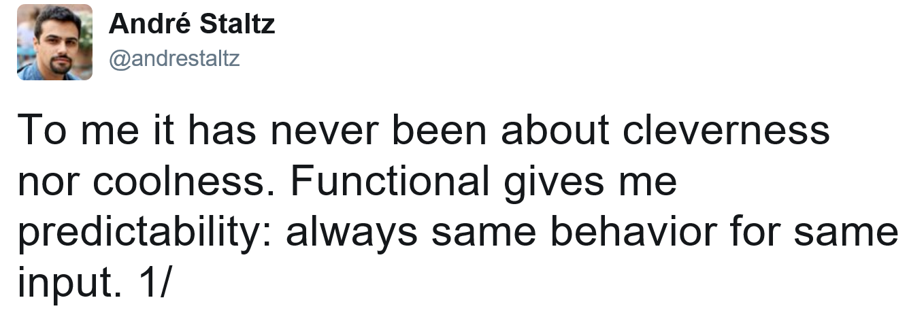 André Staltz
@andrestaltz
To me it has never been about cleverness
nor coolness. Functional gives me
predictability: always same behavior for same
input. 1/